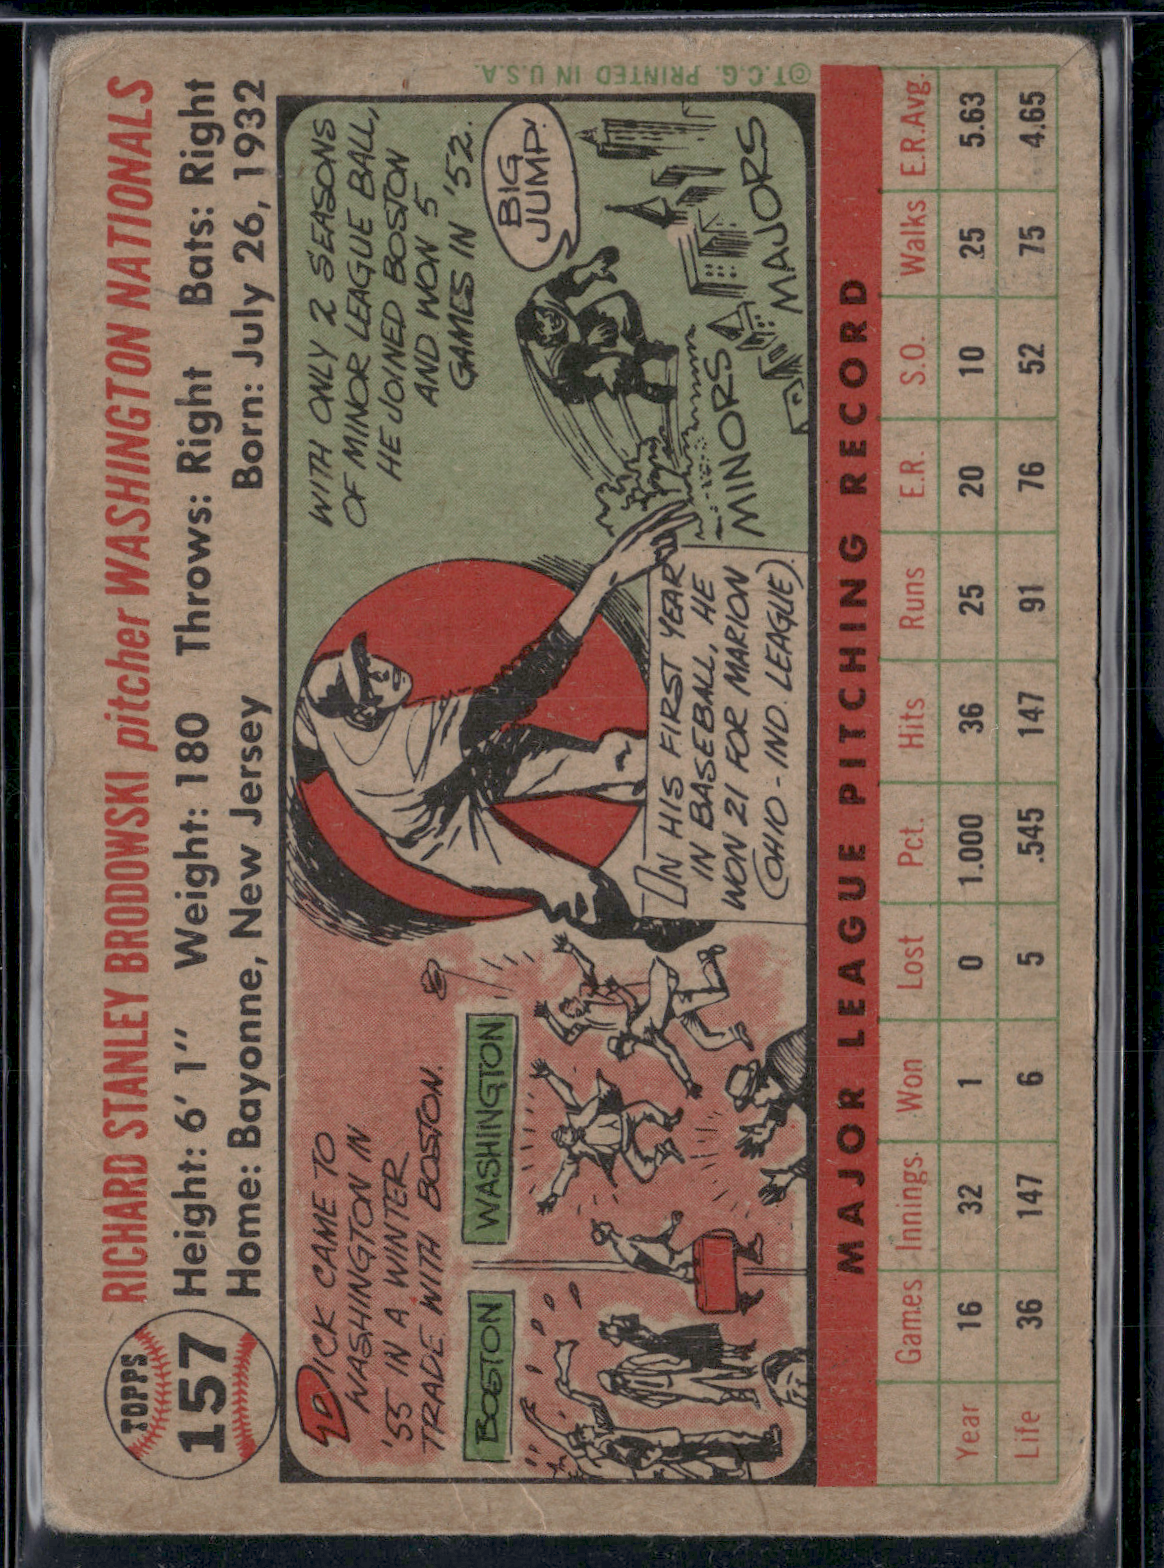 TOPPS
157
RICHARD STANLEY BRODOWSKI pitcher WASHINGTON NATIONALS
Height: 6' 1" Weight: 180 Throws: Right Bats: Right
Home: Bayonne, New Jersey Born: July 26, 1932
DICK CAME TO
WASHINGTON IN
'55 IN A WINTER
TRADE WITH BOSTON.
BOSTON
WASHINGTON
IN HIS FIRST YEAR
IN BASEBALL, HE
WON 21 FOR MARION
(OHIO-IND. LEAGUE).
WITH ONLY 2 SEASONS
OF MINOR LEAGUE BALL,
HE JOINED BOSTON
AND WON 5
GAMES IN '52.
BIG
JUMP.
MINORS
MAJORS
©T.C.G. PRINTED IN U.S.A.
MAJOR LEAGUE PITCHING RECORD
Games Innings Won Lost Pct. Hits Runs E.R. S.O. Walks E.R.Avg
Year 16 32 1 0 1.000 36 25 20 10 25 5.63
Life 36 147 6 5 .545 147 91 76 52 75 4.65